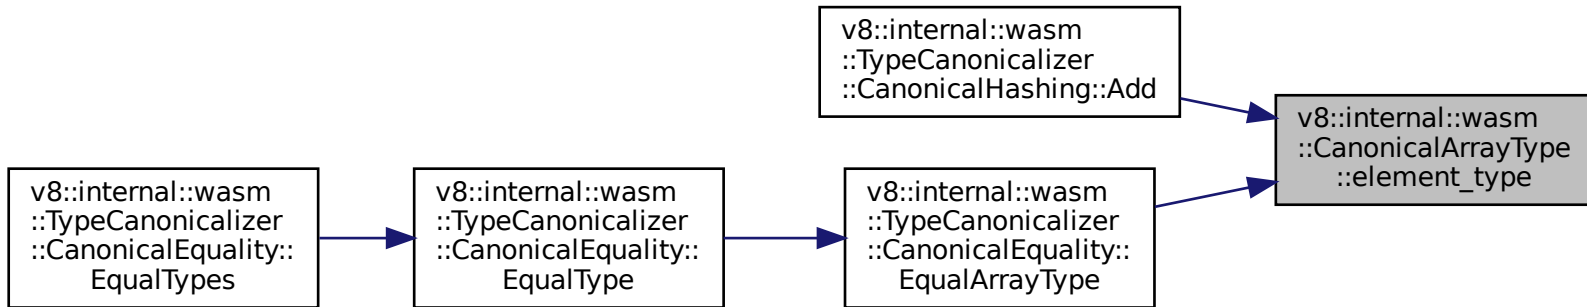 v8::internal::wasm
::TypeCanonicalizer
::CanonicalHashing::Add
v8::internal::wasm
::CanonicalArrayType
::element_type
v8::internal::wasm
::TypeCanonicalizer
::CanonicalEquality::
EqualTypes
v8::internal::wasm
::TypeCanonicalizer
::CanonicalEquality::
EqualType
v8::internal::wasm
::TypeCanonicalizer
::CanonicalEquality::
EqualArrayType